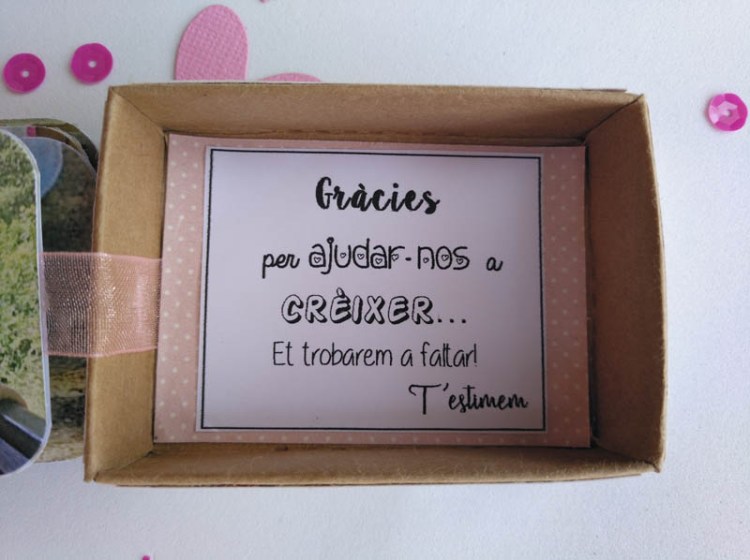 Gràcies
per ajudar-nos a
CRÈIXER...
Et trobarem a faltar!
T'estimem